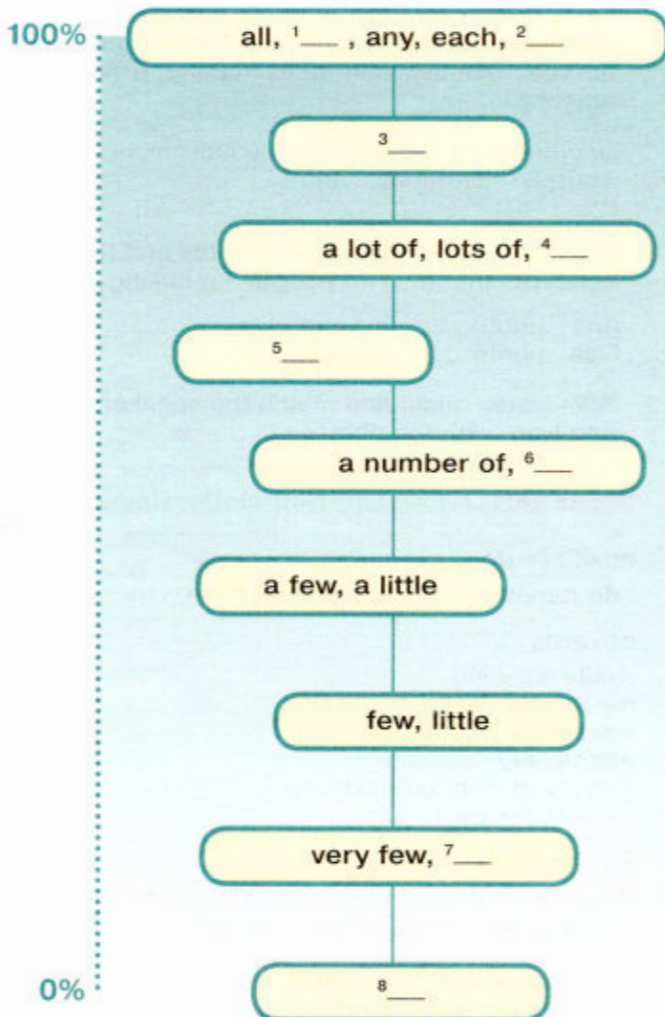 100%
all, ¹___ , any, each, ²___
³___
a lot of, lots of, ⁴___
⁵___
a number of, ⁶___
a few, a little
few, little
very few, ⁷___
0%
⁸___